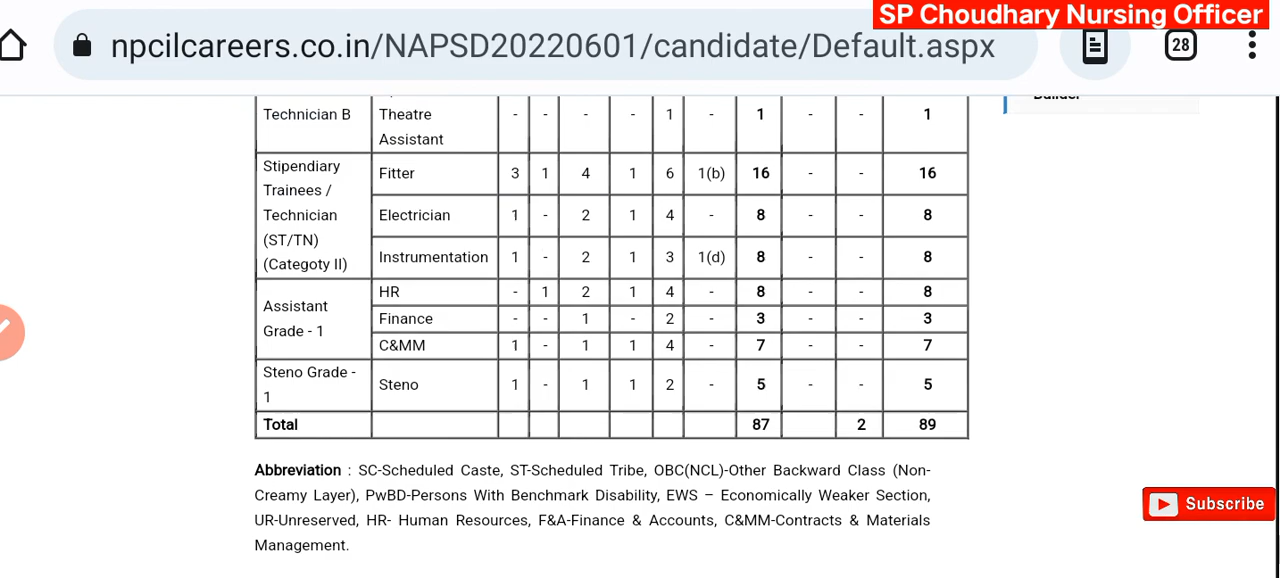 SP Choudhary Nursing Officer
npcilcareers.co.in/NAPSD20220601/candidate/Default.aspx
28
Technician B Theatre Assistant - - - - 1 - 1 - - 1
Stipendiary Trainees / Technician (ST/TN) (Categoty II) Fitter 3 1 4 1 6 1(b) 16 - - 16
Electrician 1 - 2 1 4 - 8 - - 8
Instrumentation 1 - 2 1 3 1(d) 8 - - 8
Assistant Grade - 1 HR - 1 2 1 4 - 8 - - 8
Finance - - 1 - 2 - 3 - - 3
C&MM 1 - 1 1 4 - 7 - - 7
Steno Grade - 1 Steno 1 - 1 1 2 - 5 - - 5
Total 87 2 89
Abbreviation : SC-Scheduled Caste, ST-Scheduled Tribe, OBC(NCL)-Other Backward Class (Non-
Creamy Layer), PwBD-Persons With Benchmark Disability, EWS – Economically Weaker Section,
UR-Unreserved, HR- Human Resources, F&A-Finance & Accounts, C&MM-Contracts & Materials
Management.
Subscribe